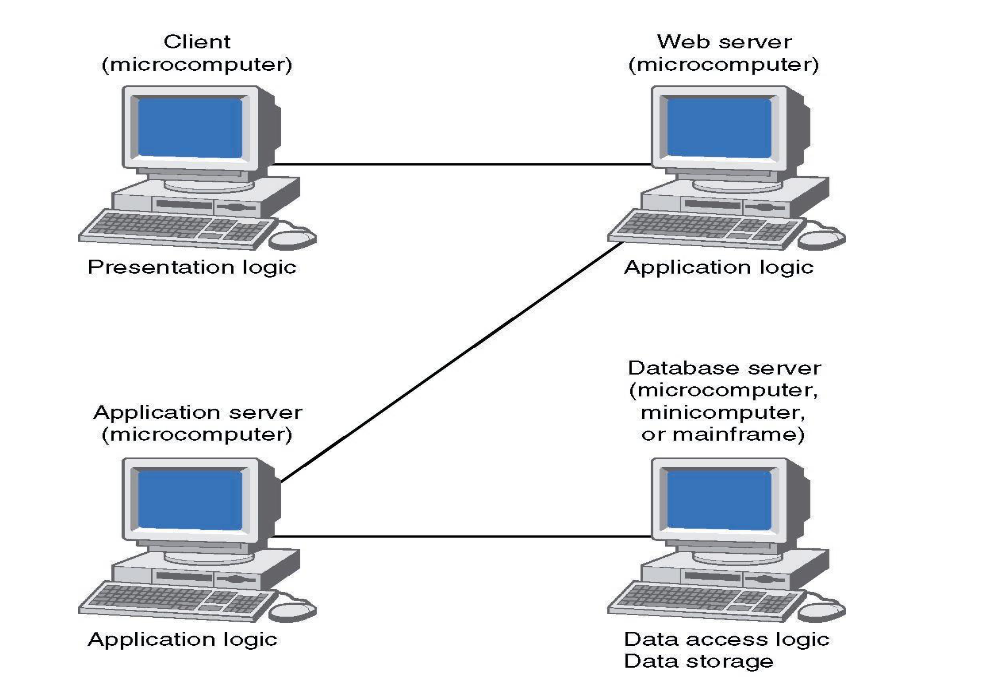 Client
(microcomputer)
Web server
(microcomputer)
Presentation logic
Application logic
Application server
(microcomputer)
Database server
(microcomputer,
minicomputer,
or mainframe)
Application logic
Data access logic
Data storage